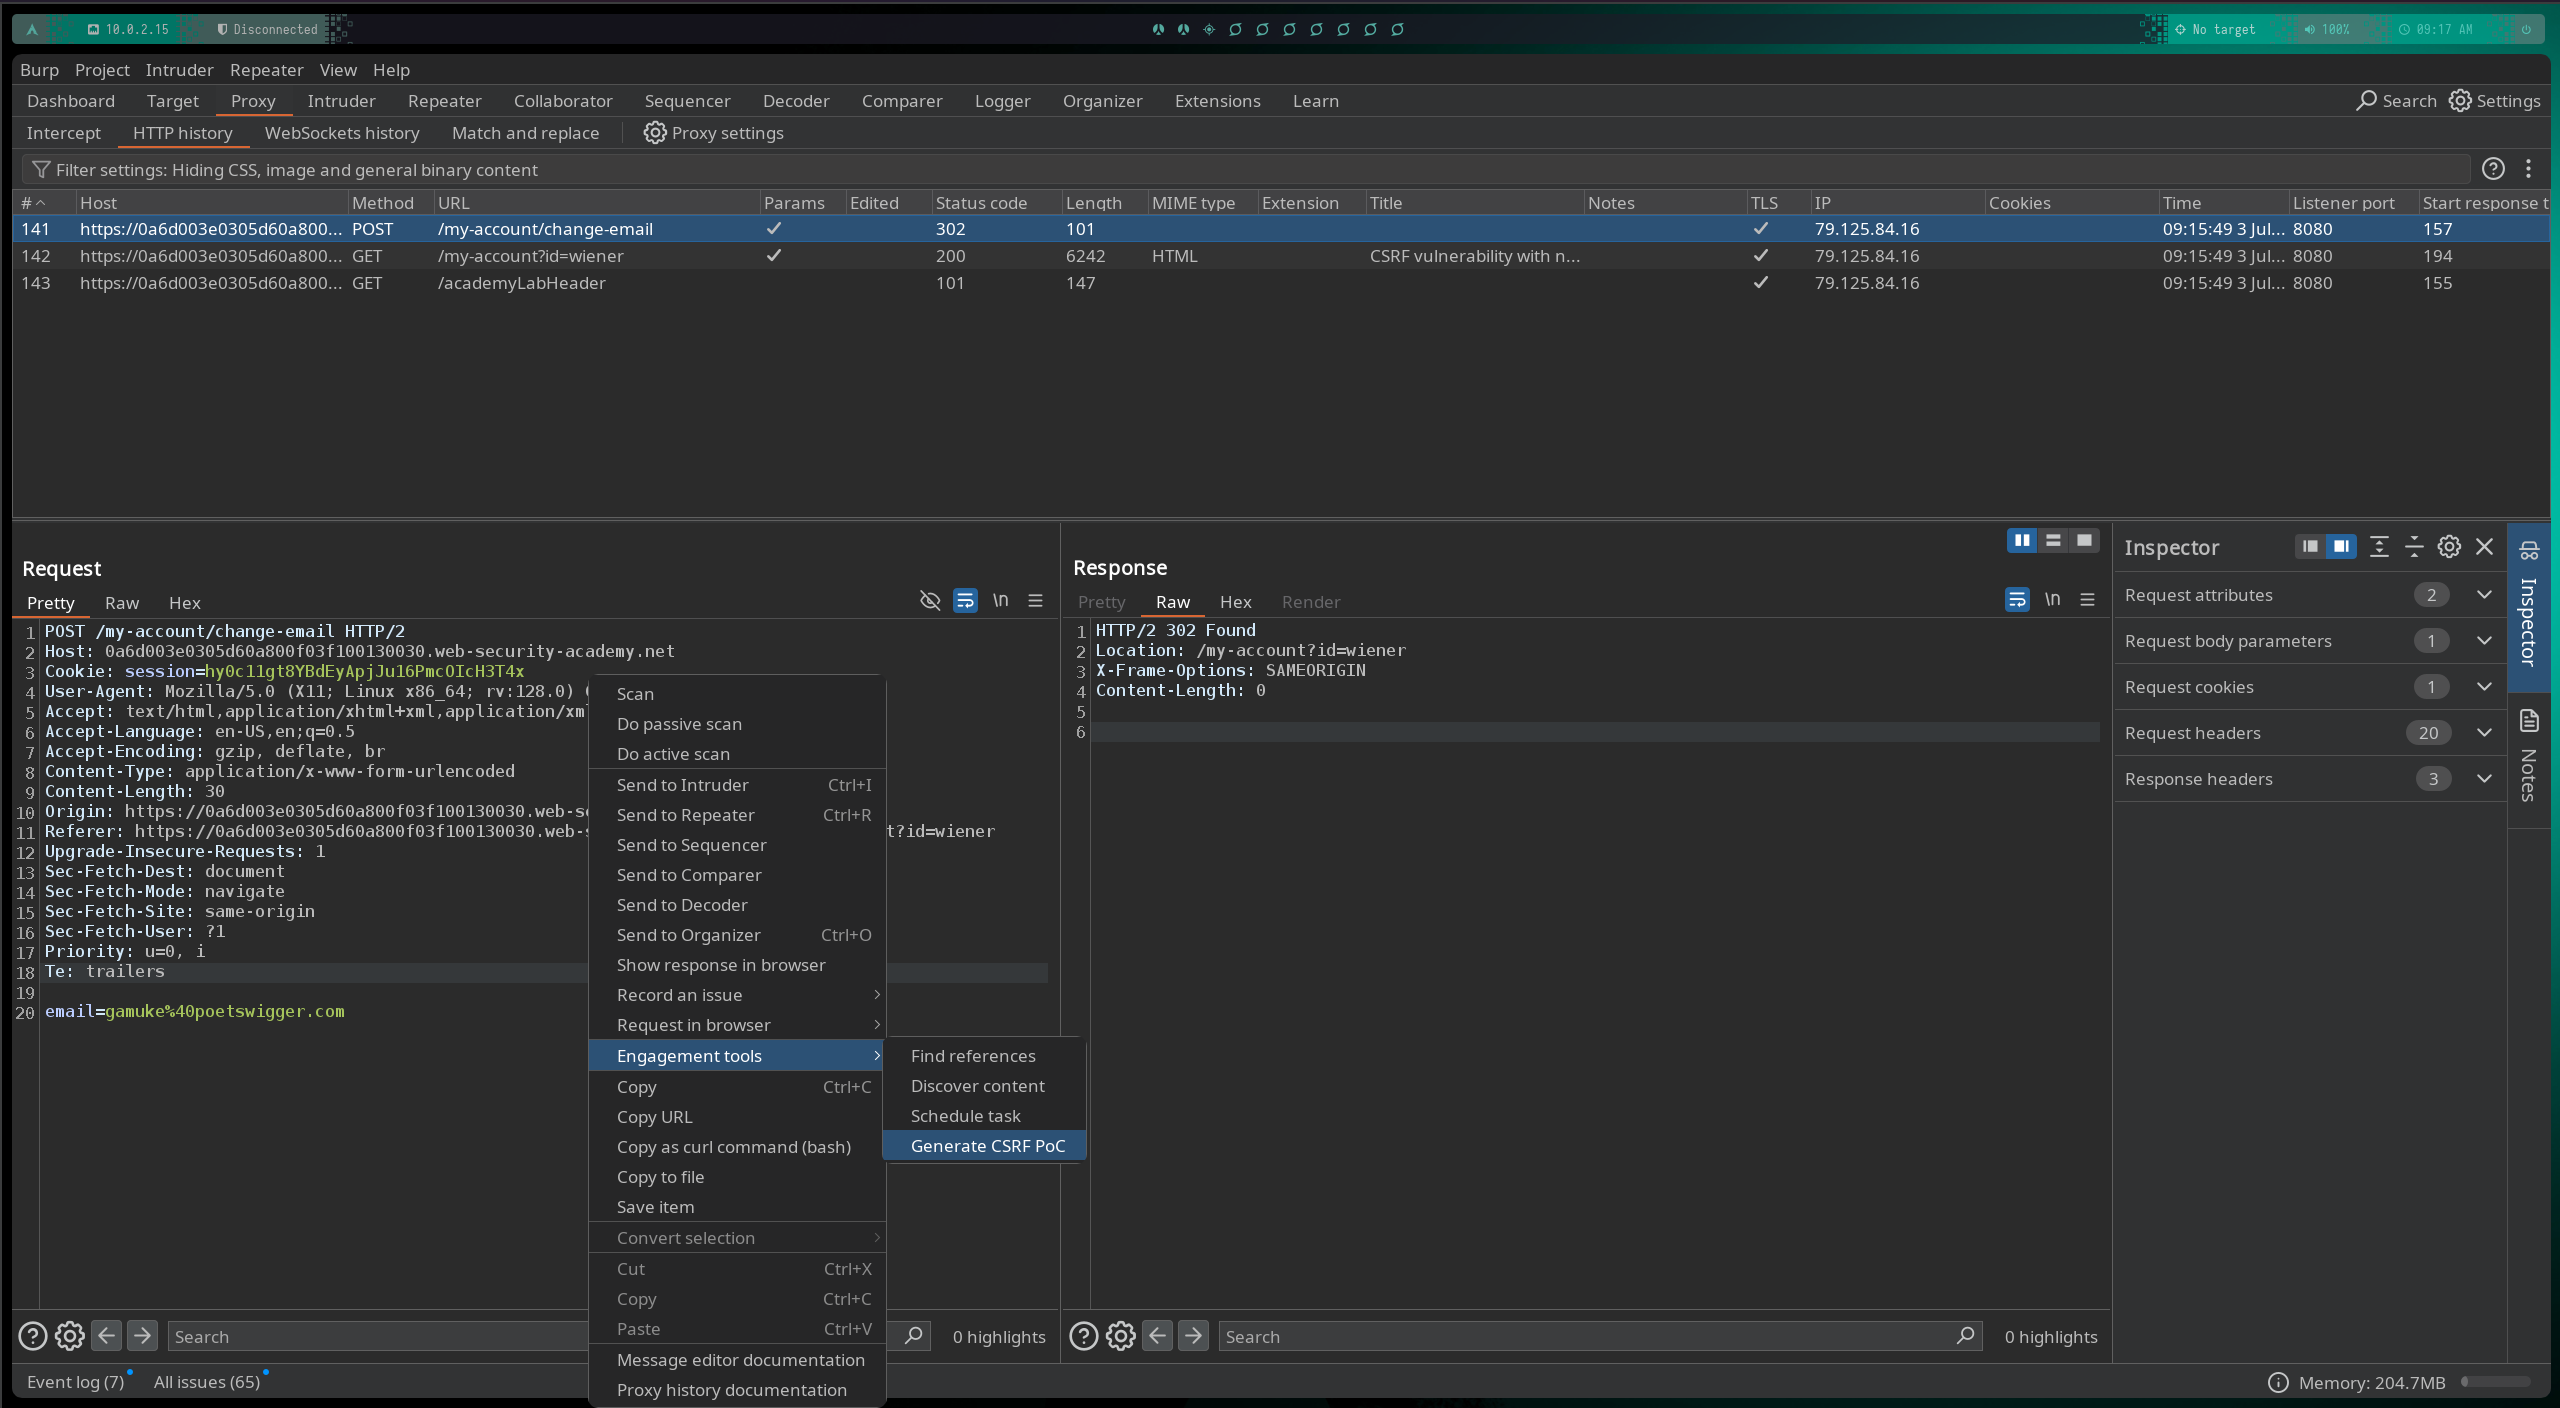 10.0.2.15 Disconnected No target 100% 09:17 AM
Burp Project Intruder Repeater View Help
Dashboard Target Proxy Intruder Repeater Collaborator Sequencer Decoder Comparer Logger Organizer Extensions Learn Search Settings
Intercept HTTP history WebSockets history Match and replace Proxy settings
Filter settings: Hiding CSS, image and general binary content
# Host Method URL Params Edited Status code Length MIME type Extension Title Notes TLS IP Cookies Time Listener port Start response t
141 https://0a6d003e0305d60a800... POST /my-account/change-email ✓ 302 101 ✓ 79.125.84.16 09:15:49 3 Jul... 8080 157
142 https://0a6d003e0305d60a800... GET /my-account?id=wiener ✓ 200 6242 HTML CSRF vulnerability with n... ✓ 79.125.84.16 09:15:49 3 Jul... 8080 194
143 https://0a6d003e0305d60a800... GET /academyLabHeader 101 147 ✓ 79.125.84.16 09:15:49 3 Jul... 8080 155
Request
Pretty Raw Hex \n
1 POST /my-account/change-email HTTP/2
2 Host: 0a6d003e0305d60a800f03f100130030.web-security-academy.net
3 Cookie: session=hy0c11gt8YBdEyApjJu16PmcOIcH3T4x
4 User-Agent: Mozilla/5.0 (X11; Linux x86_64; rv:128.0)
5 Accept: text/html,application/xhtml+xml,application/xml
6 Accept-Language: en-US,en;q=0.5
7 Accept-Encoding: gzip, deflate, br
8 Content-Type: application/x-www-form-urlencoded
9 Content-Length: 30
10 Origin: https://0a6d003e0305d60a800f03f100130030.web-s
11 Referer: https://0a6d003e0305d60a800f03f100130030.web- t?id=wiener
12 Upgrade-Insecure-Requests: 1
13 Sec-Fetch-Dest: document
14 Sec-Fetch-Mode: navigate
15 Sec-Fetch-Site: same-origin
16 Sec-Fetch-User: ?1
17 Priority: u=0, i
18 Te: trailers
19
20 email=gamuke%40poetswigger.com
Search 0 highlights
Scan
Do passive scan
Do active scan
Send to Intruder Ctrl+I
Send to Repeater Ctrl+R
Send to Sequencer
Send to Comparer
Send to Decoder
Send to Organizer Ctrl+O
Show response in browser
Record an issue
Request in browser
Engagement tools
Copy Ctrl+C
Copy URL
Copy as curl command (bash)
Copy to file
Save item
Convert selection
Cut Ctrl+X
Copy Ctrl+C
Paste Ctrl+V
Message editor documentation
Proxy history documentation
Find references
Discover content
Schedule task
Generate CSRF PoC
Response
Pretty Raw Hex Render \n
1 HTTP/2 302 Found
2 Location: /my-account?id=wiener
3 X-Frame-Options: SAMEORIGIN
4 Content-Length: 0
5
6
Search 0 highlights
Inspector
Request attributes 2
Request body parameters 1
Request cookies 1
Request headers 20
Response headers 3
Inspector
Notes
Event log (7) All issues (65) Memory: 204.7MB